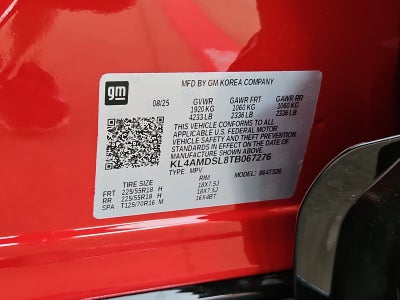 gm
MFD BY GM KOREA COMPANY
08/25 GVWR GAWR FRT GAWR RR
1920 KG 1060 KG 1060 KG
4233 LB 2336 LB 2336 LB
THIS VEHICLE CONFORMS TO ALL
APPLICABLE U.S. FEDERAL MOTOR
VEHICLE SAFETY AND THEFT PREVENTION
STANDARDS IN EFFECT ON THE DATE OF
MANUFACTURE SHOWN ABOVE.
KL4AMDSL8TB067276
TYPE: MPV MODEL:
TIRE SIZE RIM
FRT 225/55R18 H 18X7.5J
RR 225/55R18 H 18X7.5J
SPA T125/70R16 M 16X4BT